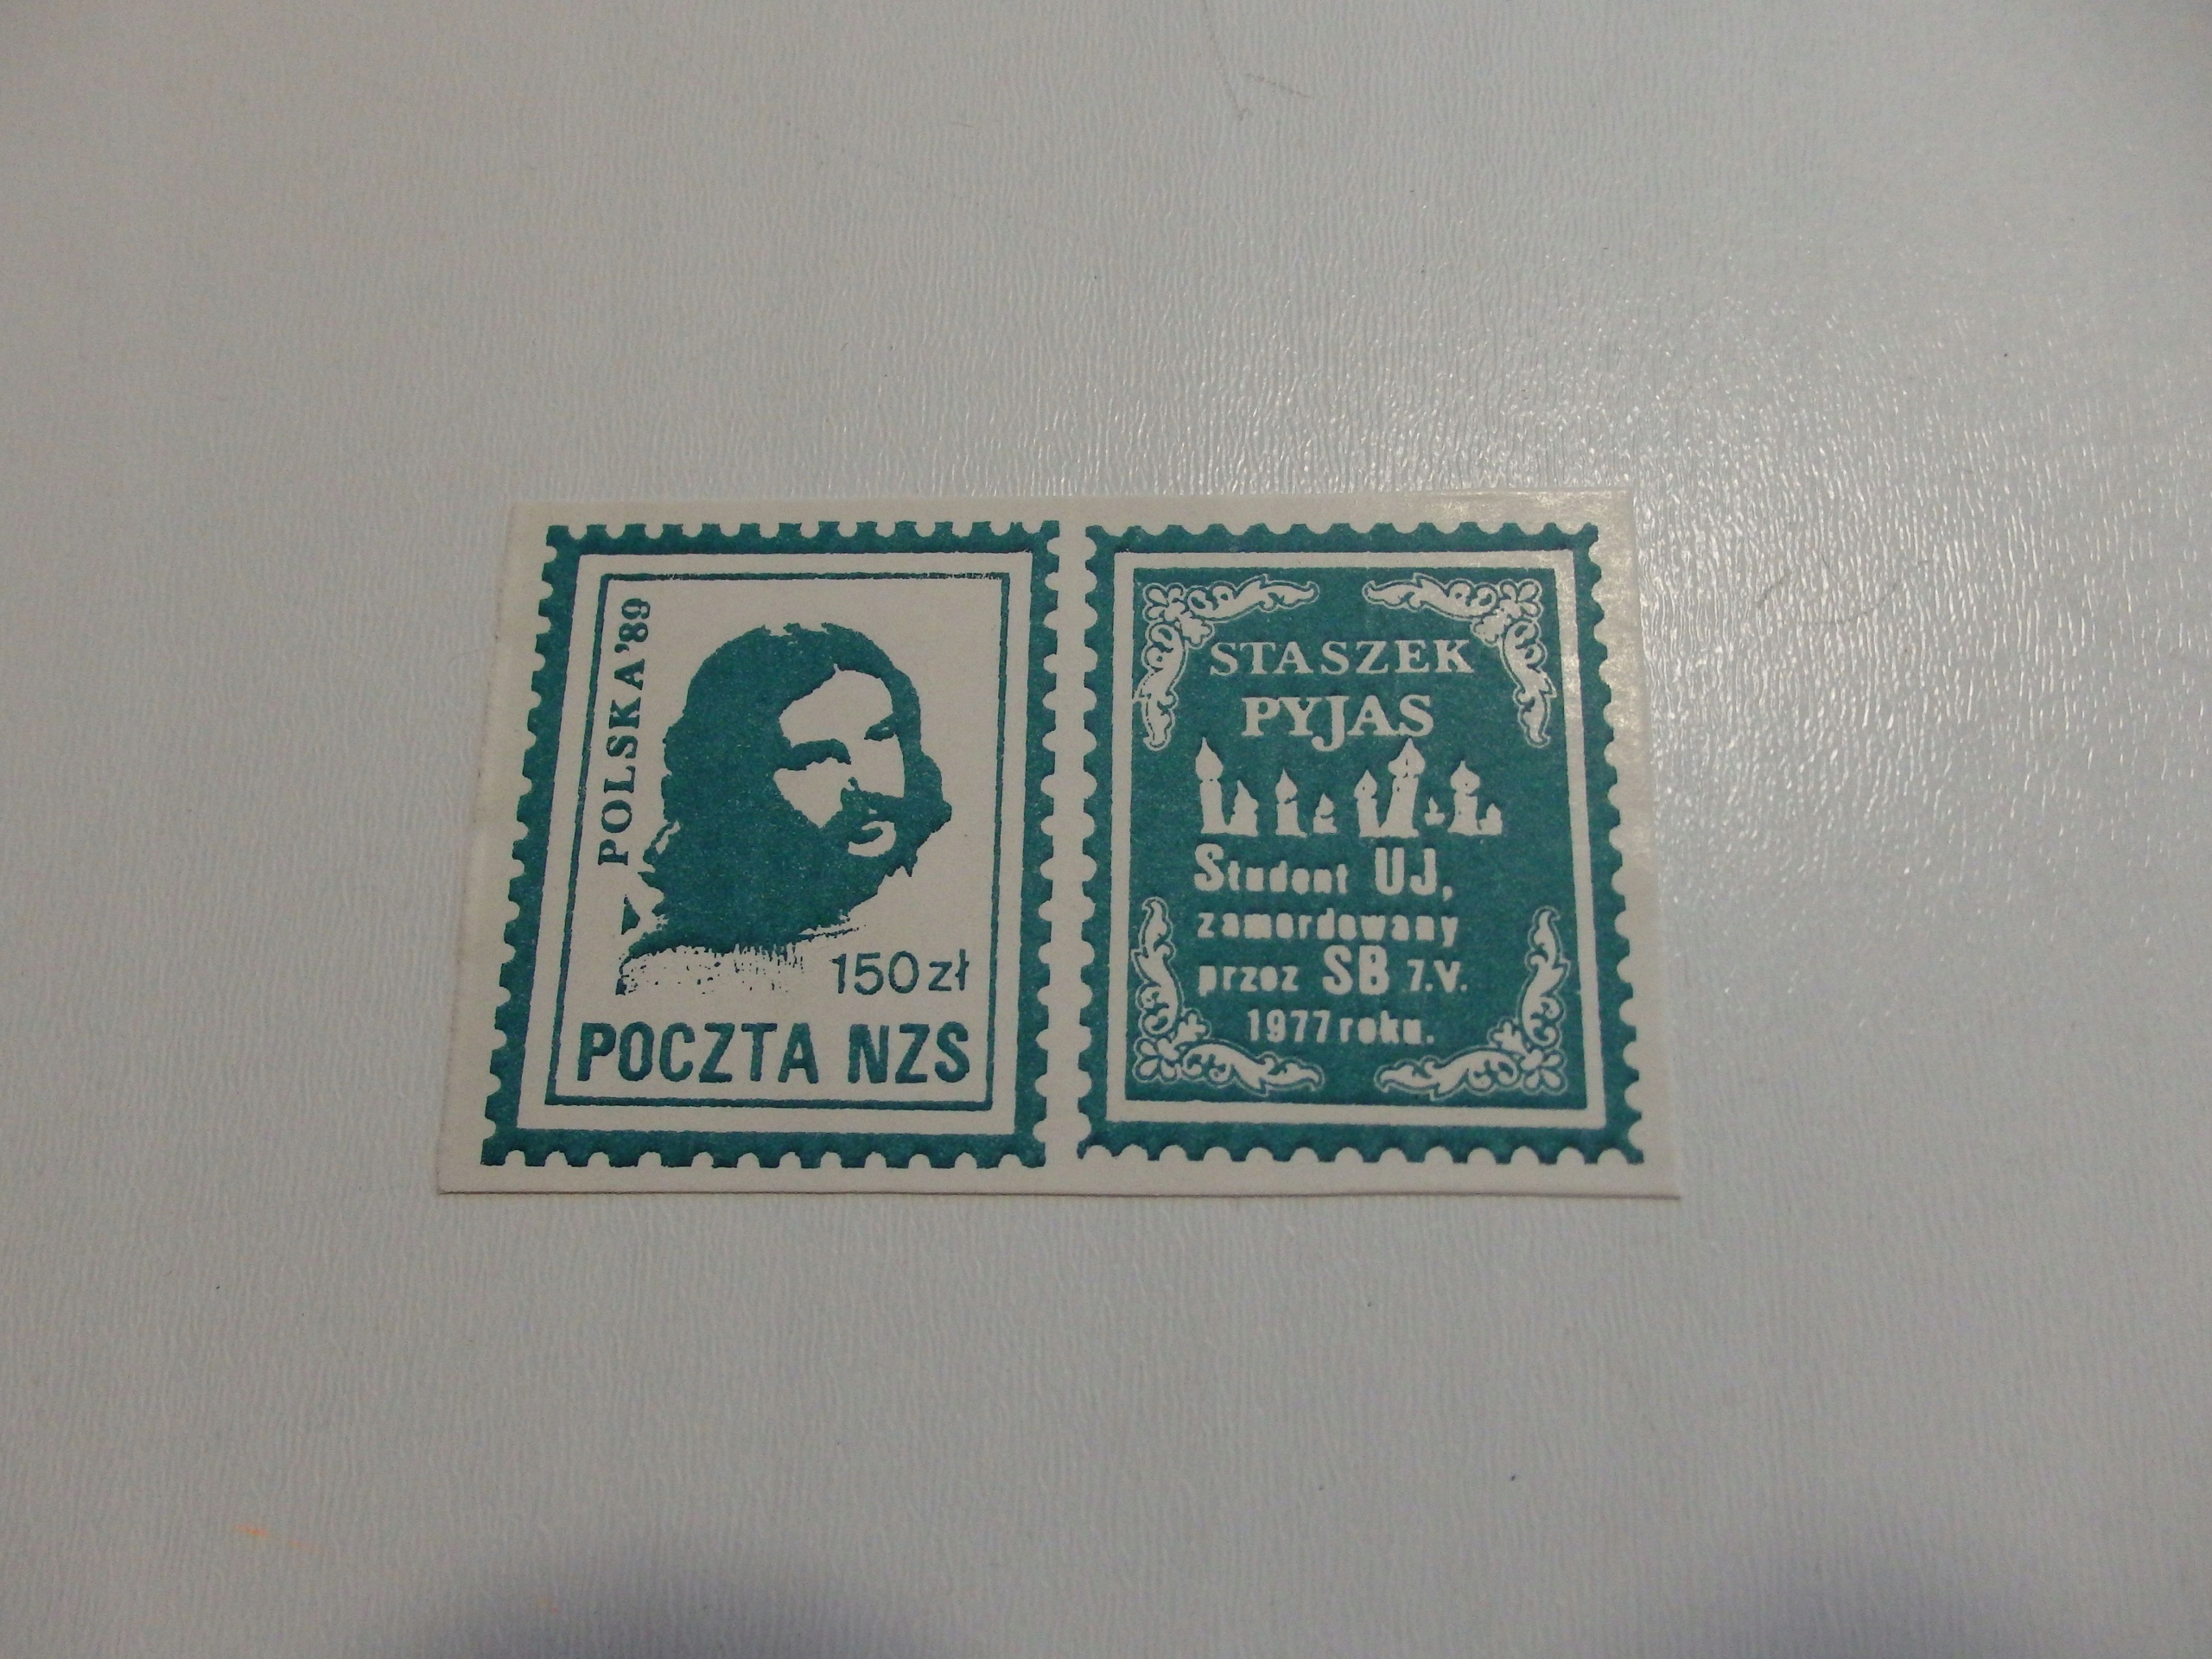 POLSKA'89
150 zł
POCZTA NZS
STASZEK
PYJAS
Student UJ,
zamordowany
przez SB 7.V.
1977 roku.